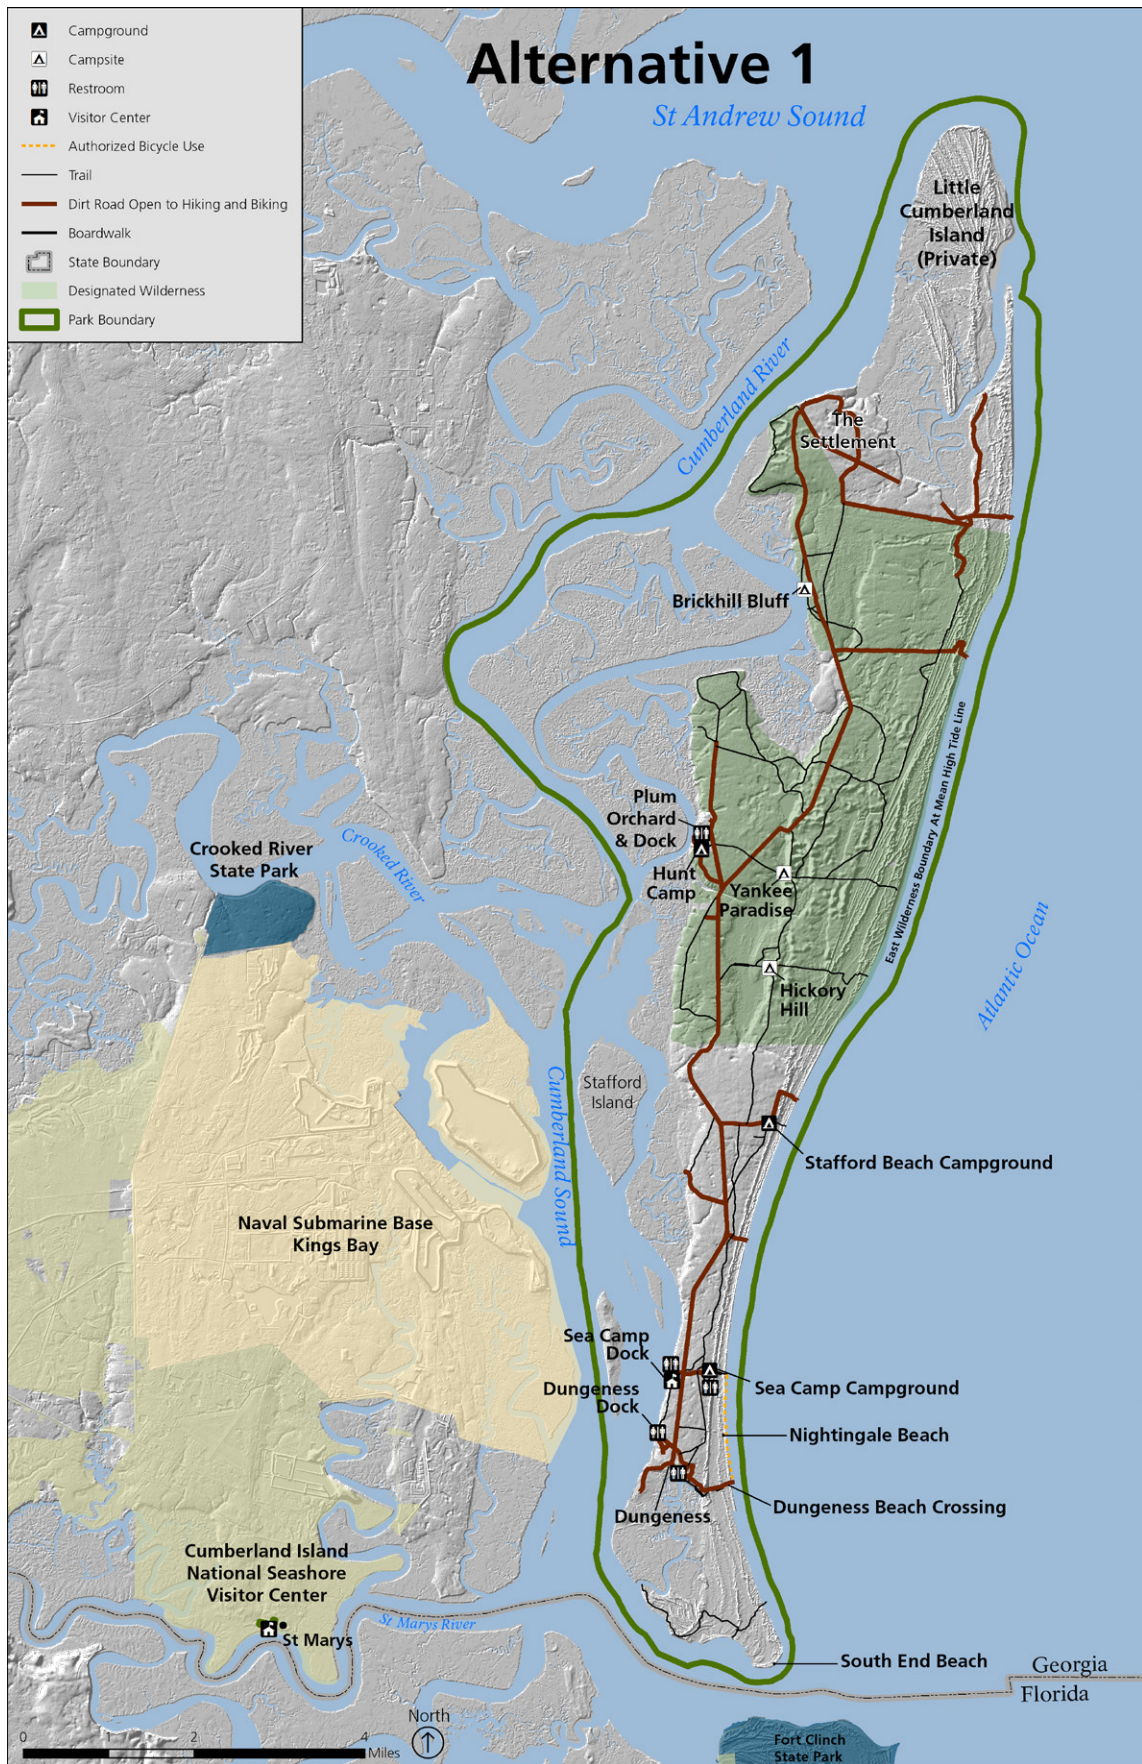 Campground
Campsite
Restroom
Visitor Center
Authorized Bicycle Use
Trail
Dirt Road Open to Hiking and Biking
Boardwalk
State Boundary
Designated Wilderness
Park Boundary
Alternative 1
St Andrew Sound
Little
Cumberland
Island
(Private)
Cumberland River
The
Settlement
Brickhill Bluff
East Wilderness Boundary At Mean High Tide Line
Plum
Orchard
& Dock
Hunt
Camp
Yankee
Paradise
Crooked River
State Park
Crooked River
Hickory
Hill
Atlantic Ocean
Stafford
Island
Cumberland Sound
Stafford Beach Campground
Naval Submarine Base
Kings Bay
Sea Camp
Dock
Dungeness
Dock
Sea Camp Campground
Nightingale Beach
Dungeness Beach Crossing
Dungeness
Cumberland Island
National Seashore
Visitor Center
St Marys
St Marys River
South End Beach
Georgia
Florida
North
0 2 4
Miles
Fort Clinch
State Park